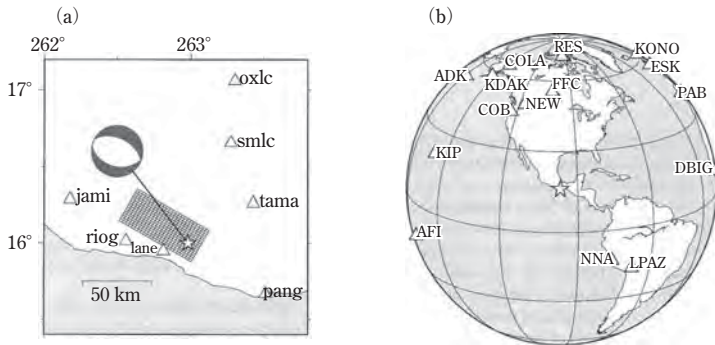 (a)
262° 263°
17°
16°
oxlc
smlc
jami
tama
riog
lane
pang
50 km
(b)
RES
KONO
COLA
ESK
ADK
KDAK
FFC
PAB
NEW
COB
KIP
DBIG
AFI
NNA
LPAZ